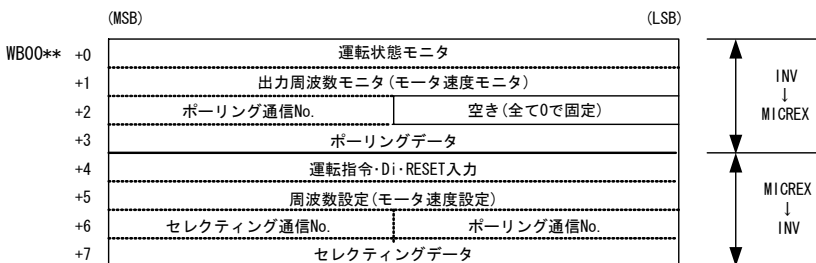 (MSB) (LSB)
WB00** +0 運転状態モニタ
+1 出力周波数モニタ(モータ速度モニタ)
+2 ポーリング通信No. 空き(全て0で固定)
+3 ポーリングデータ
INV
↓
MICREX
+4 運転指令・Di・RESET入力
+5 周波数設定(モータ速度設定)
+6 セレクティング通信No. ポーリング通信No.
+7 セレクティングデータ
MICREX
↓
INV